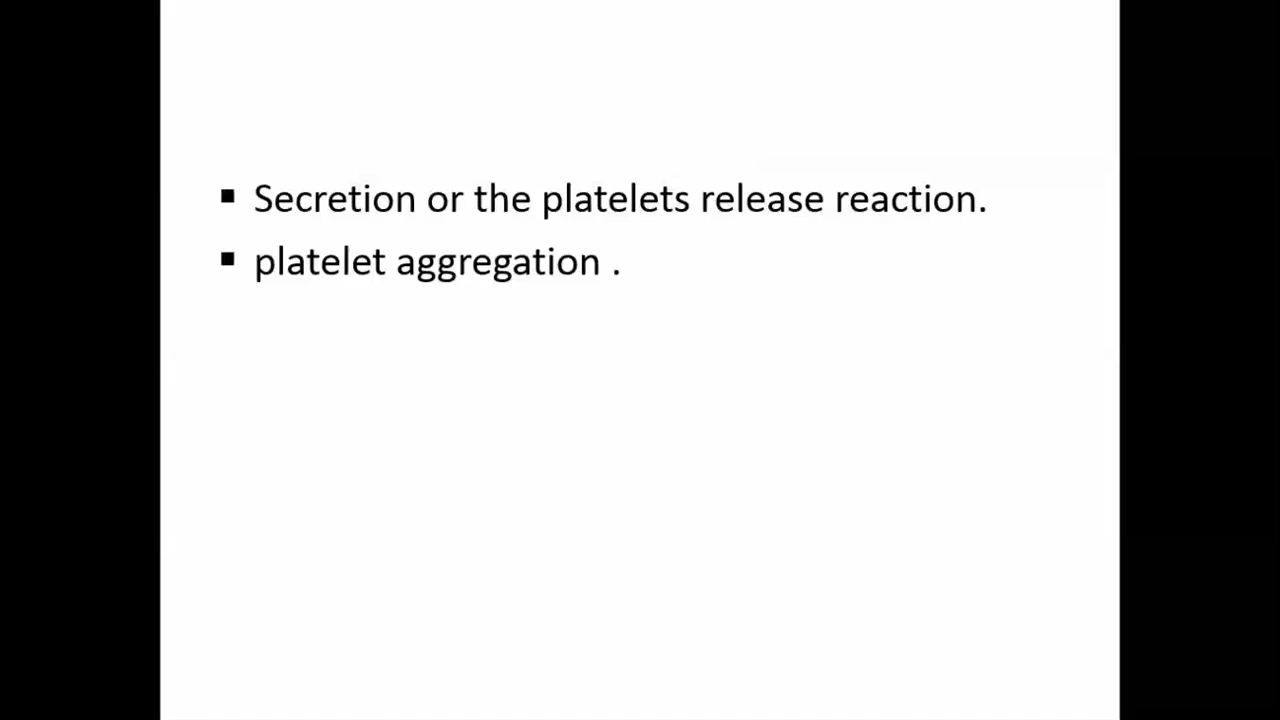 ▪ Secretion or the platelets release reaction.
▪ platelet aggregation .